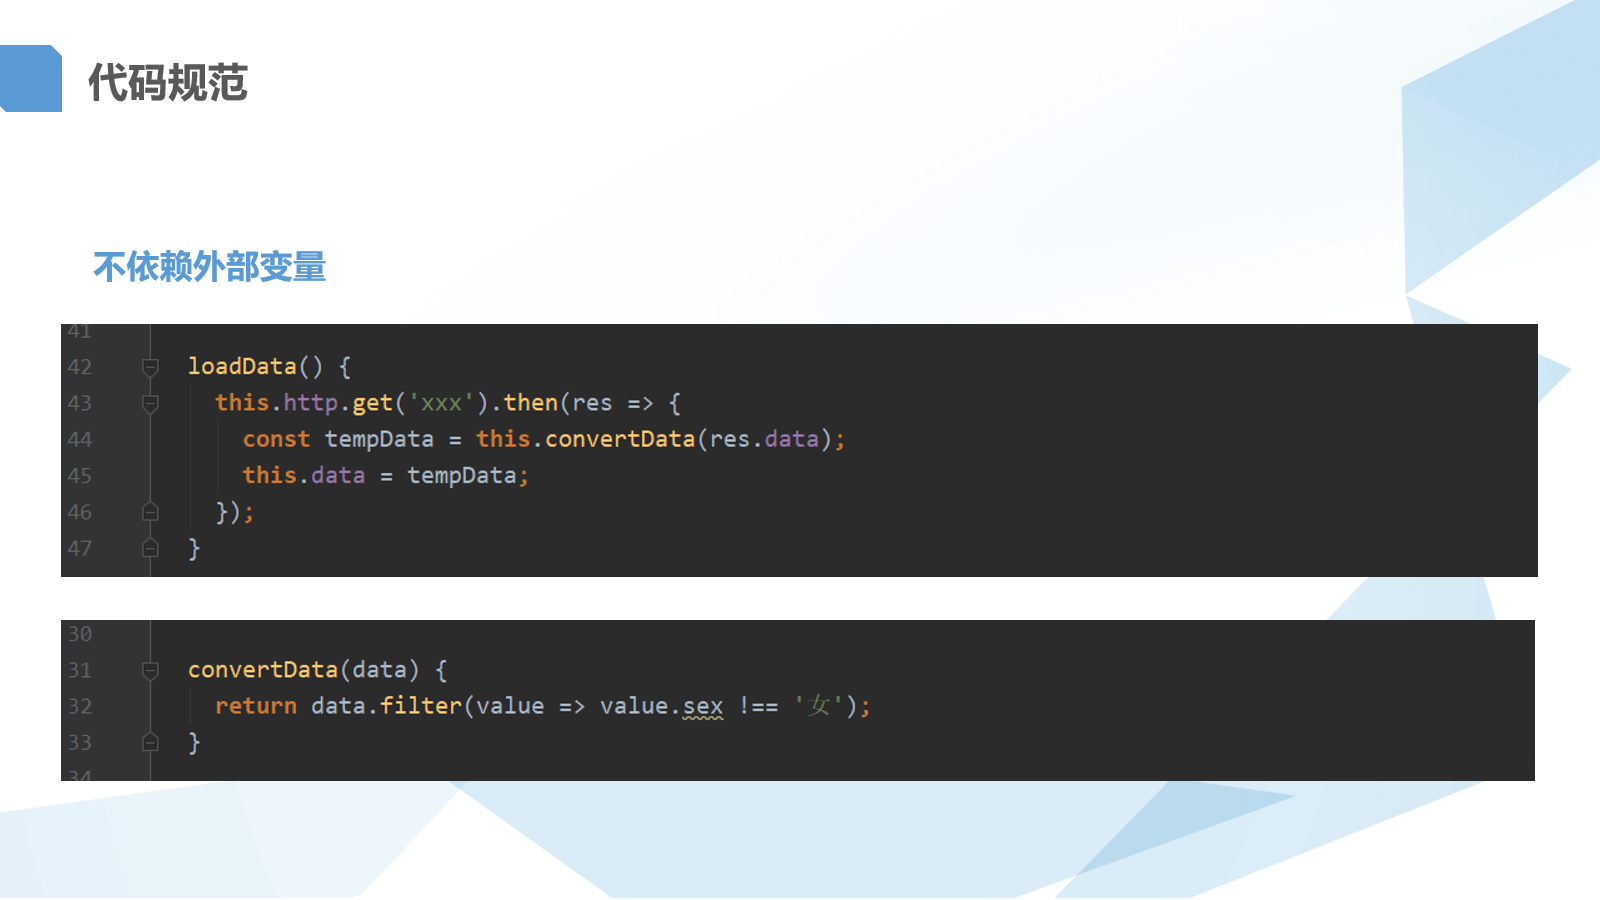 代码规范
不依赖外部变量
41
42 loadData() {
43 this.http.get('xxx').then(res => {
44 const tempData = this.convertData(res.data);
45 this.data = tempData;
46 });
47 }
30
31 convertData(data) {
32 return data.filter(value => value.sex !== '女');
33 }
34